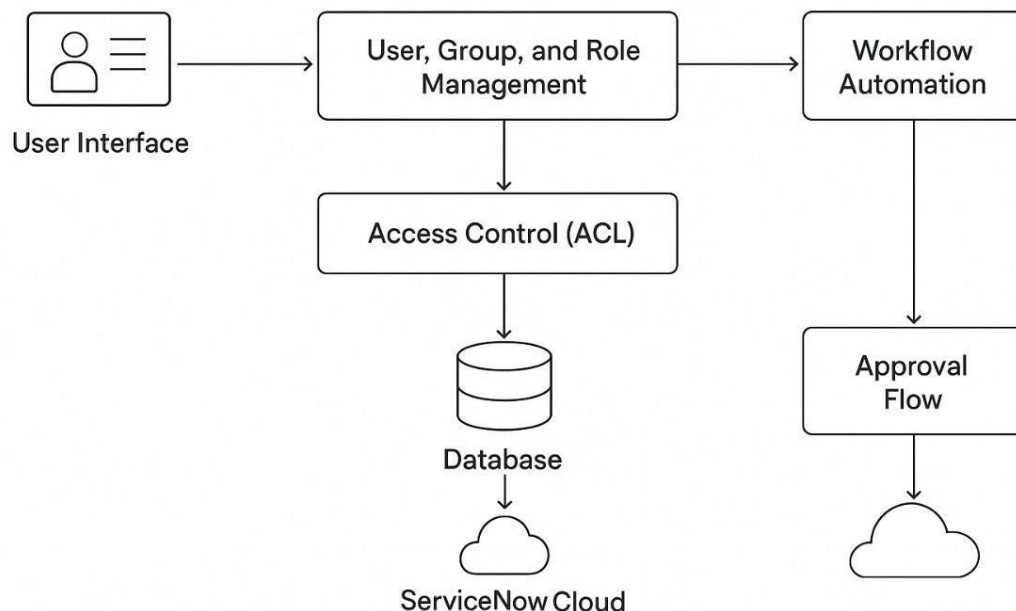 User Interface
User, Group, and Role
Management
Workflow
Automation
Access Control (ACL)
Database
ServiceNow Cloud
Approval
Flow